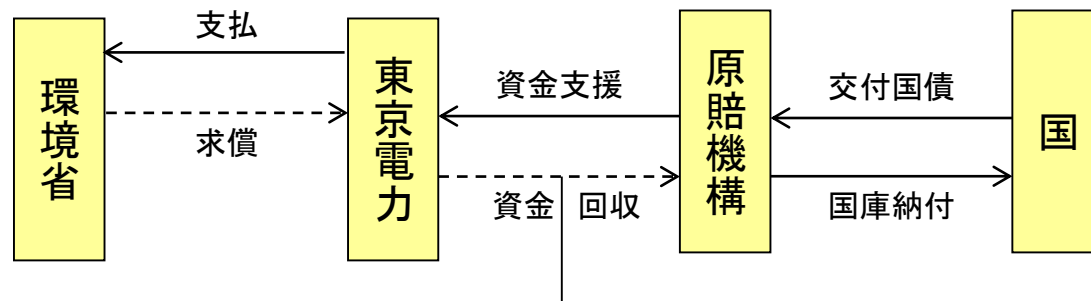 環境省
支払
求償
東京電力
資金支援
資金 回収
原賠機構
交付国債
国庫納付
国